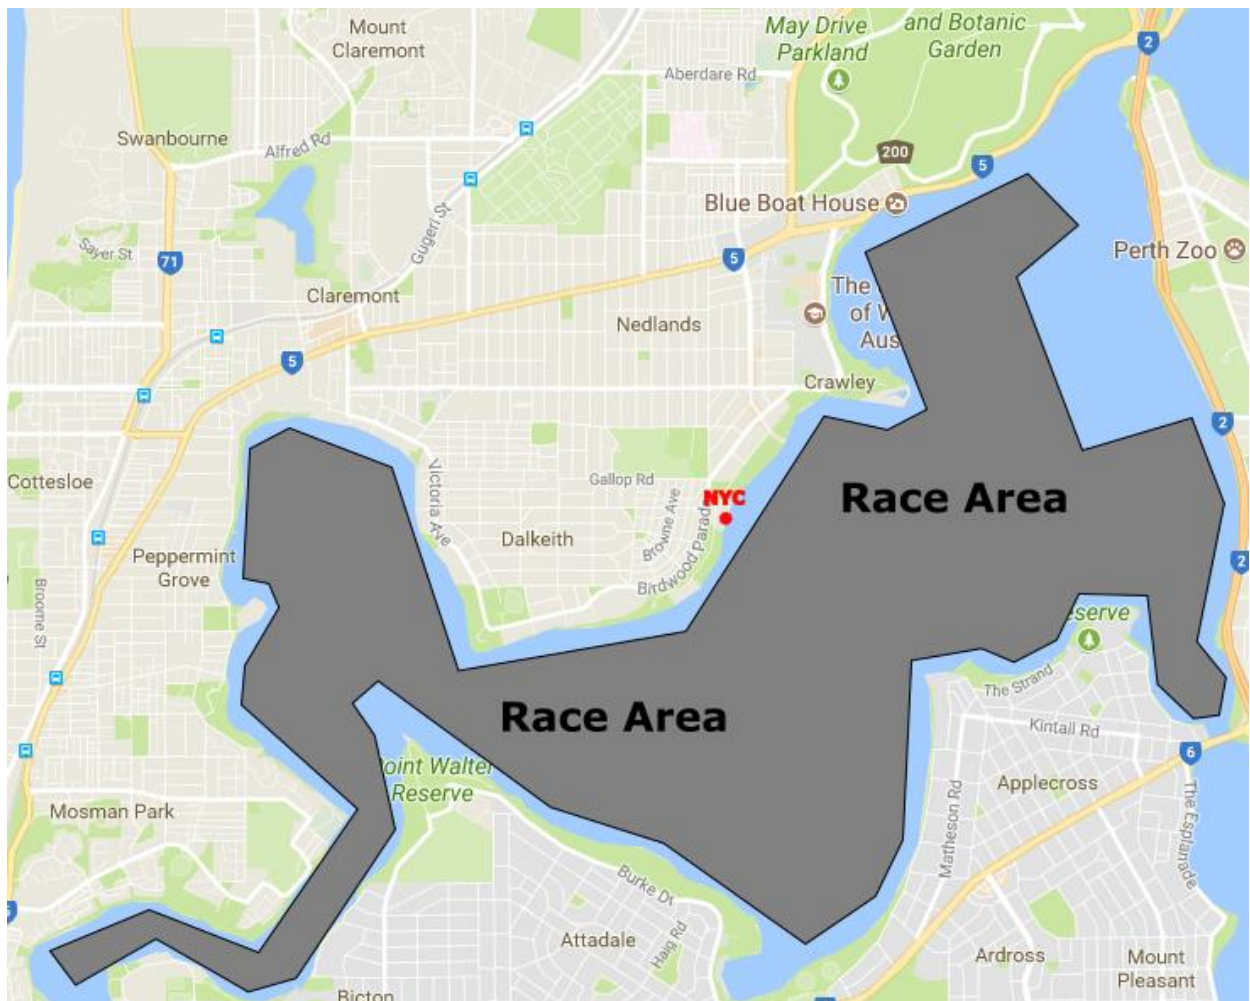 Mount
Claremont
May Drive
Parkland
and Botanic
Garden
2
Aberdare Rd
Swanbourne
Alfred Rd
200
5
Blue Boat House
Gugeri St
Sayer St
71
5
Perth Zoo
Claremont
The
of W
Aus
Nedlands
5
Crawley
2
Cottesloe
Victoria Ave
Gallop Rd
NYC
Race Area
Browne Ave
Dalkeith
Birdwood Parad
Peppermint
Grove
2
Broome St
eserve
The Strand
Race Area
Kintail Rd
6
oint Walter
Reserve
Applecross
Mosman Park
Matheson Rd
The Esplanade
Burke Dr
Attadale
Haig Rd
Ardross
Mount
Pleasant
Bicton